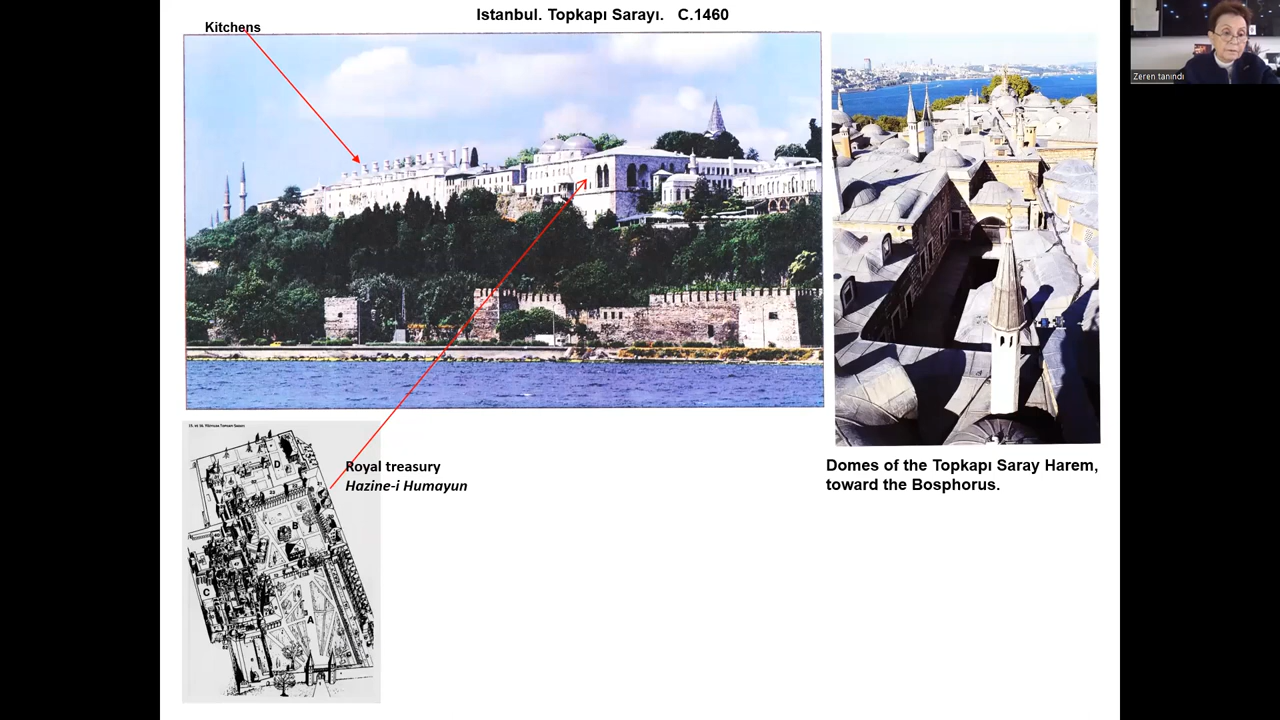 Istanbul. Topkapı Sarayı. C.1460
Kitchens
Zeren tanındı
Royal treasury
Hazine-i Humayun
Domes of the Topkapı Saray Harem,
toward the Bosphorus.
D
B
C
A